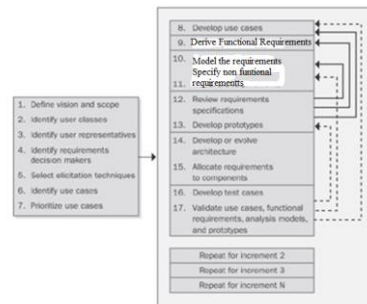 1. Define vision and scope
2. Identify user classes
3. Identify user representatives
4. Identify requirements
decision makers
5. Select elicitation techniques
6. Identify use cases
7. Prioritize use cases
8. Develop use cases
9. Derive Functional Requirements
10. Model the requirements
Specify non funtional
11. requirementts
12. Review requirements
specifications
13. Develop prototypes
14. Develop or evolve
architecture
15. Allocate requirements
to components
16. Develop test cases
17. Validate use cases, functional
requirements, analysis models,
and prototypes
Repeat for increment 2
Repeat for increment 3
Repeat for increment N